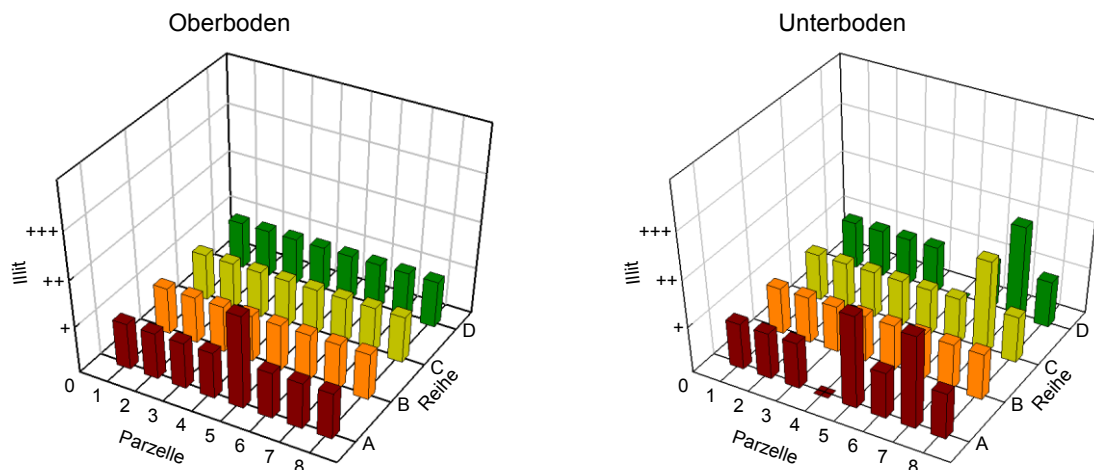 Oberboden
Illit
+++
++
+
0
1
2
3
4
5
6
7
8
Parzelle
A
B
C
D
Reihe
Unterboden
Illit
+++
++
+
0
1
2
3
4
5
6
7
8
Parzelle
A
B
C
D
Reihe